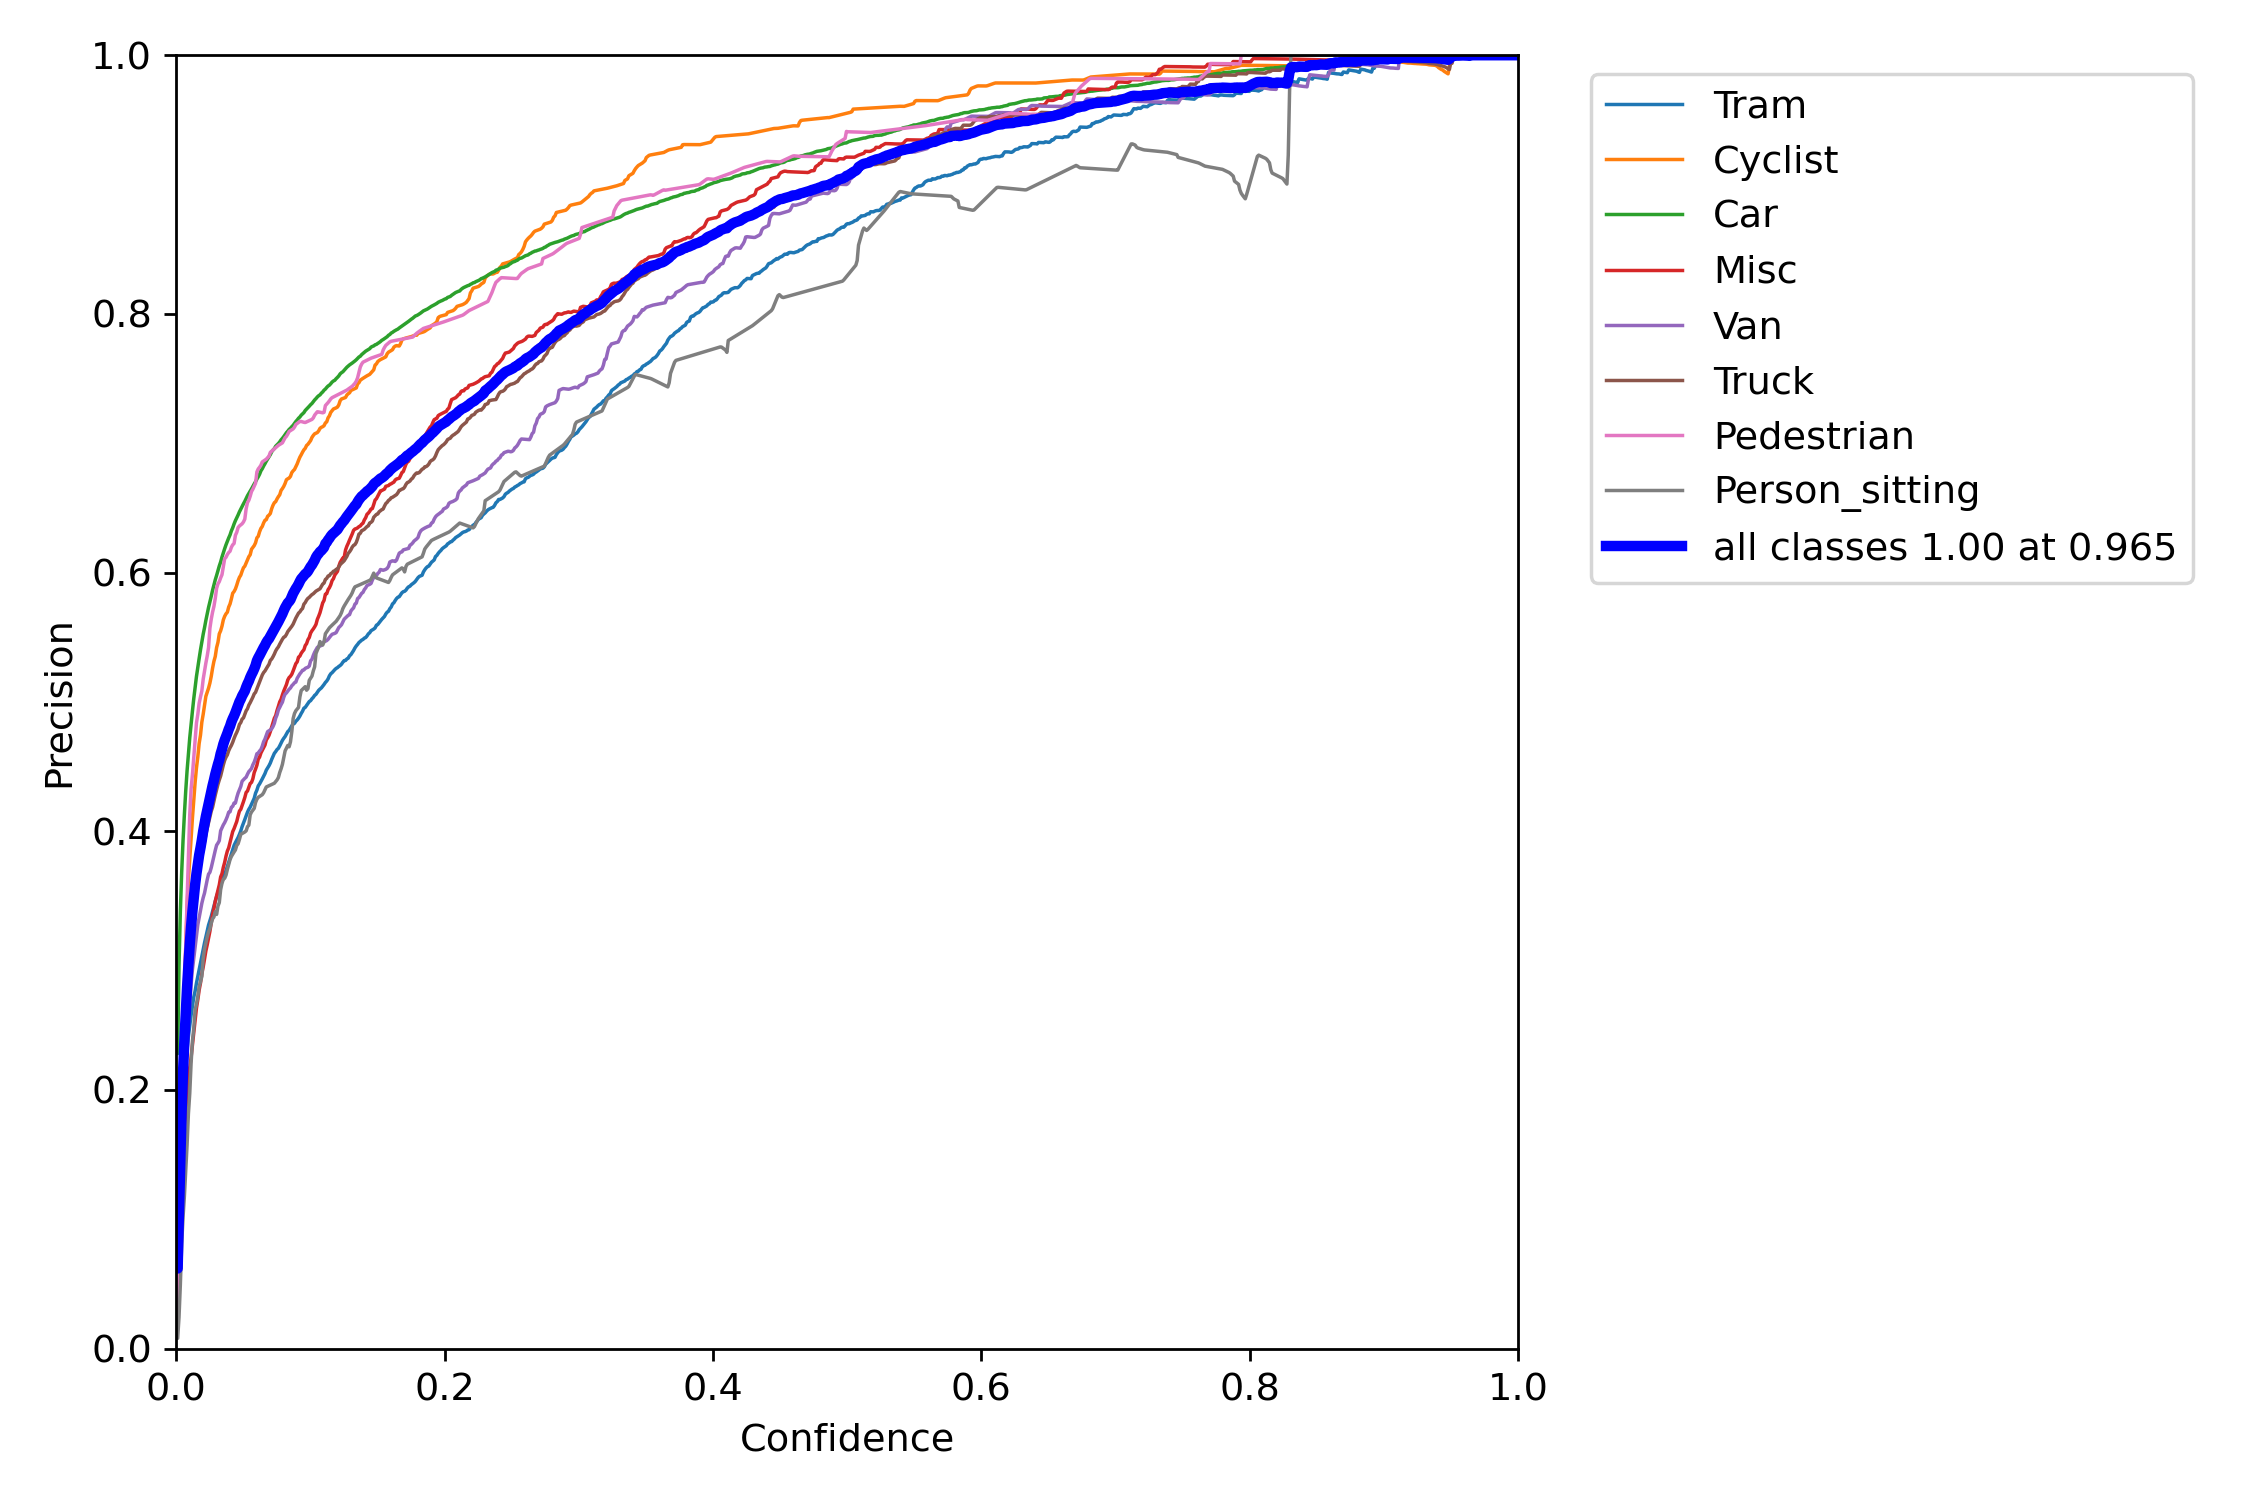 1.0
0.8
0.6
0.4
0.2
0.0
Precision
0.0 0.2 0.4 0.6 0.8 1.0
Confidence
Tram
Cyclist
Car
Misc
Van
Truck
Pedestrian
Person_sitting
all classes 1.00 at 0.965